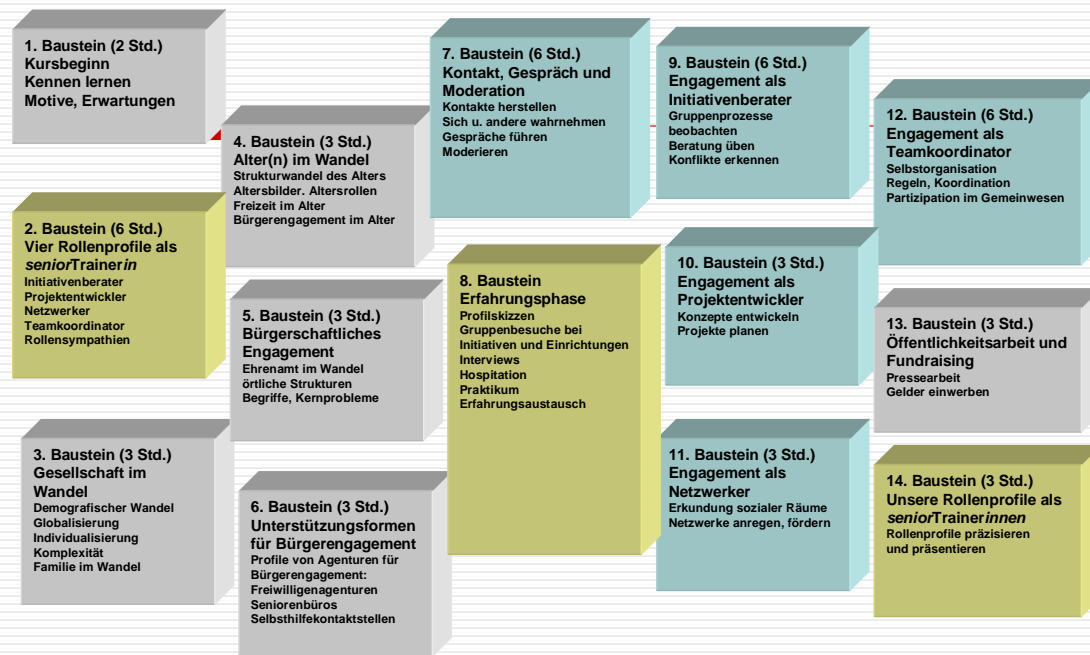 1. Baustein (2 Std.)
Kursbeginn
Kennen lernen
Motive, Erwartungen
2. Baustein (6 Std.)
Vier Rollenprofile als
seniorTrainerin
Initiativenberater
Projektentwickler
Netzwerker
Teamkoordinator
Rollensympathien
3. Baustein (3 Std.)
Gesellschaft im
Wandel
Demografischer Wandel
Globalisierung
Individualisierung
Komplexität
Familie im Wandel
4. Baustein (3 Std.)
Alter(n) im Wandel
Strukturwandel des Alters
Altersbilder. Altersrollen
Freizeit im Alter
Bürgerengagement im Alter
5. Baustein (3 Std.)
Bürgerschaftliches
Engagement
Ehrenamt im Wandel
örtliche Strukturen
Begriffe, Kernprobleme
6. Baustein (3 Std.)
Unterstützungsformen
für Bürgerengagement
Profile von Agenturen für
Bürgerengagement:
Freiwilligenagenturen
Seniorenbüros
Selbsthilfekontaktstellen
7. Baustein (6 Std.)
Kontakt, Gespräch und
Moderation
Kontakte herstellen
Sich u. andere wahrnehmen
Gespräche führen
Moderieren
8. Baustein
Erfahrungsphase
Profilskizzen
Gruppenbesuche bei
Initiativen und Einrichtungen
Interviews
Hospitation
Praktikum
Erfahrungsaustausch
9. Baustein (6 Std.)
Engagement als
Initiativenberater
Gruppenprozesse
beobachten
Beratung üben
Konflikte erkennen
10. Baustein (3 Std.)
Engagement als
Projektentwickler
Konzepte entwickeln
Projekte planen
11. Baustein (3 Std.)
Engagement als
Netzwerker
Erkundung sozialer Räume
Netzwerke anregen, fördern
12. Baustein (6 Std.)
Engagement als
Teamkoordinator
Selbstorganisation
Regeln, Koordination
Partizipation im Gemeinwesen
13. Baustein (3 Std.)
Öffentlichkeitsarbeit und
Fundraising
Pressearbeit
Gelder einwerben
14. Baustein (3 Std.)
Unsere Rollenprofile als
seniorTrainerinnen
Rollenprofile präzisieren
und präsentieren